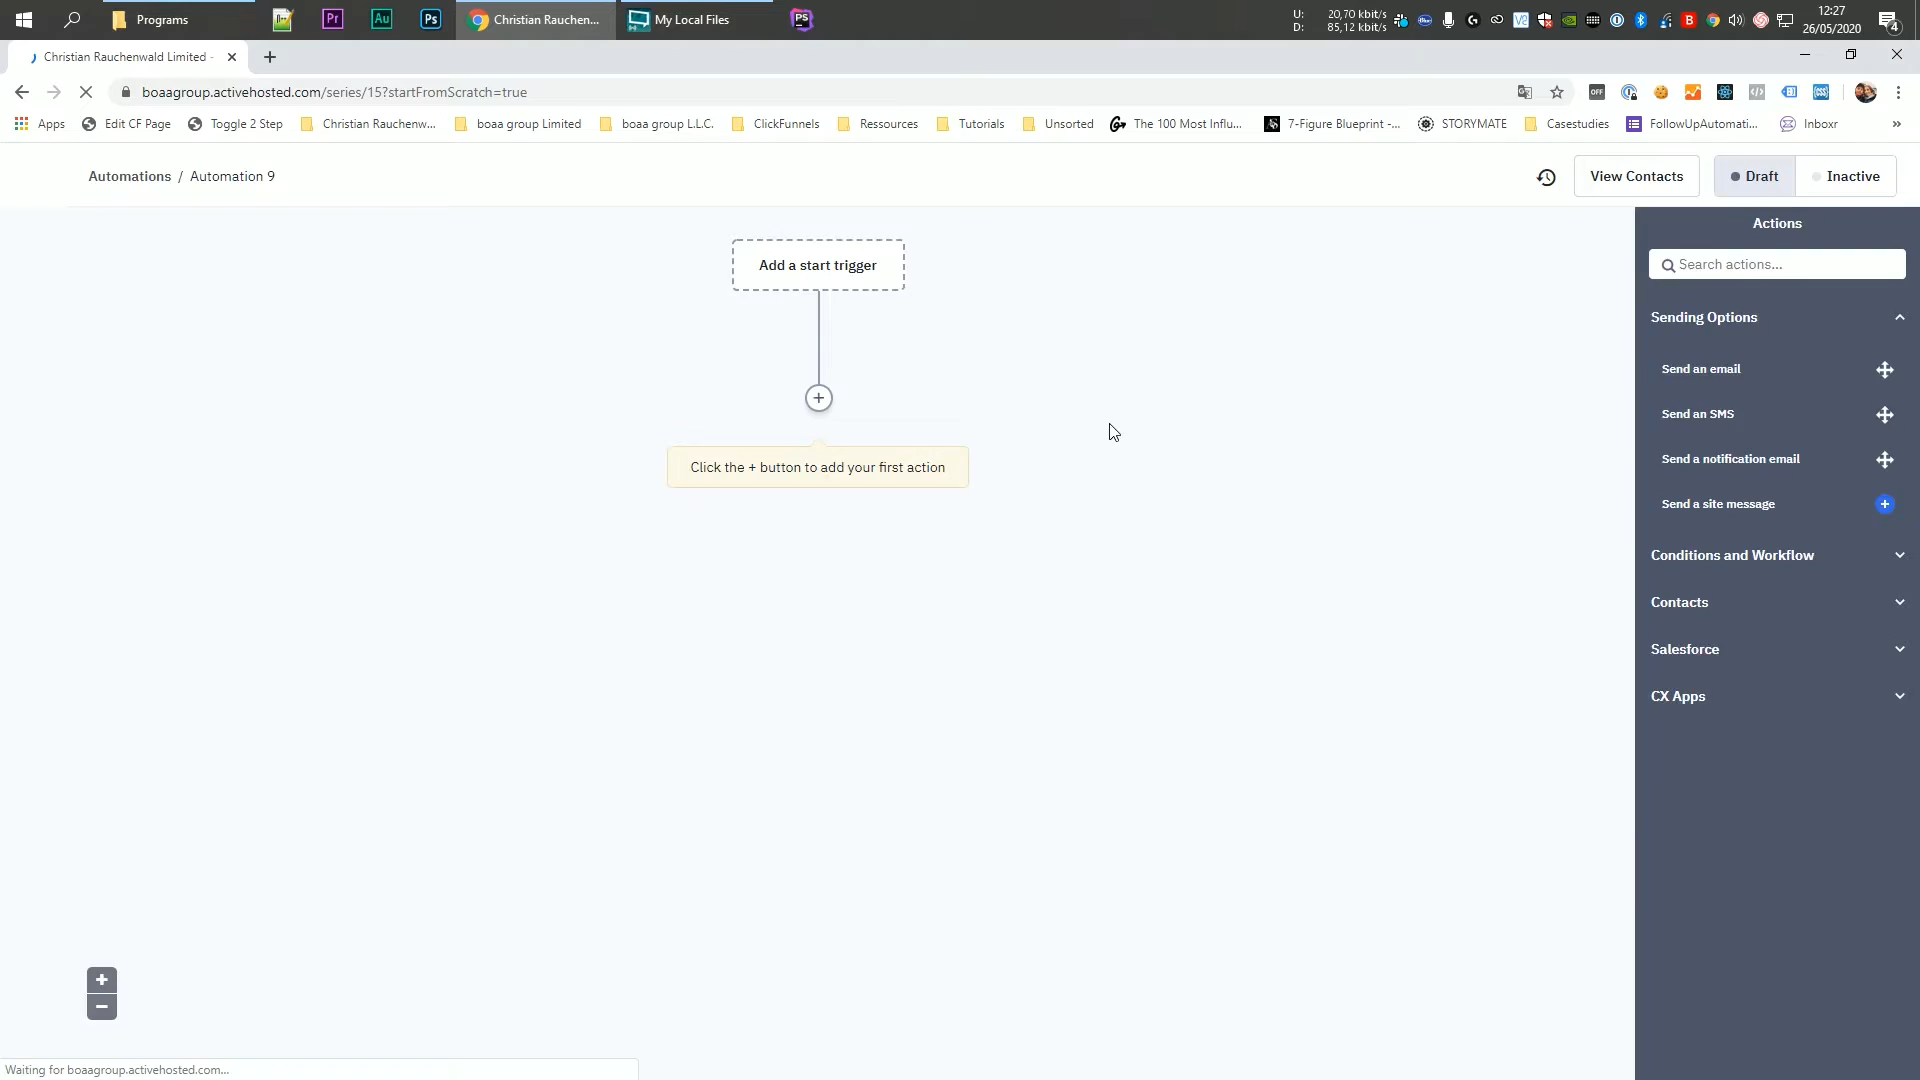 Programs
Pr
Au
Ps
Christian Rauchen...
My Local Files
PS
U: 20,70 kbit/s
D: 85,12 kbit/s
12:27
26/05/2020
4
Christian Rauchenwald Limited -
boaagroup.activehosted.com/series/15?startFromScratch=true
OFF
Apps
Edit CF Page
Toggle 2 Step
Christian Rauchenw...
boaa group Limited
boaa group L.L.C.
ClickFunnels
Ressources
Tutorials
Unsorted
The 100 Most Influ...
7-Figure Blueprint -...
STORYMATE
Casestudies
FollowUpAutomati...
Inboxr
»
Automations / Automation 9
View Contacts
Draft
Inactive
Actions
Add a start trigger
Search actions...
Sending Options
Send an email
+
Send an SMS
Click the + button to add your first action
Send a notification email
Send a site message
+
Conditions and Workflow
Contacts
Salesforce
CX Apps
+
−
Waiting for boaagroup.activehosted.com...